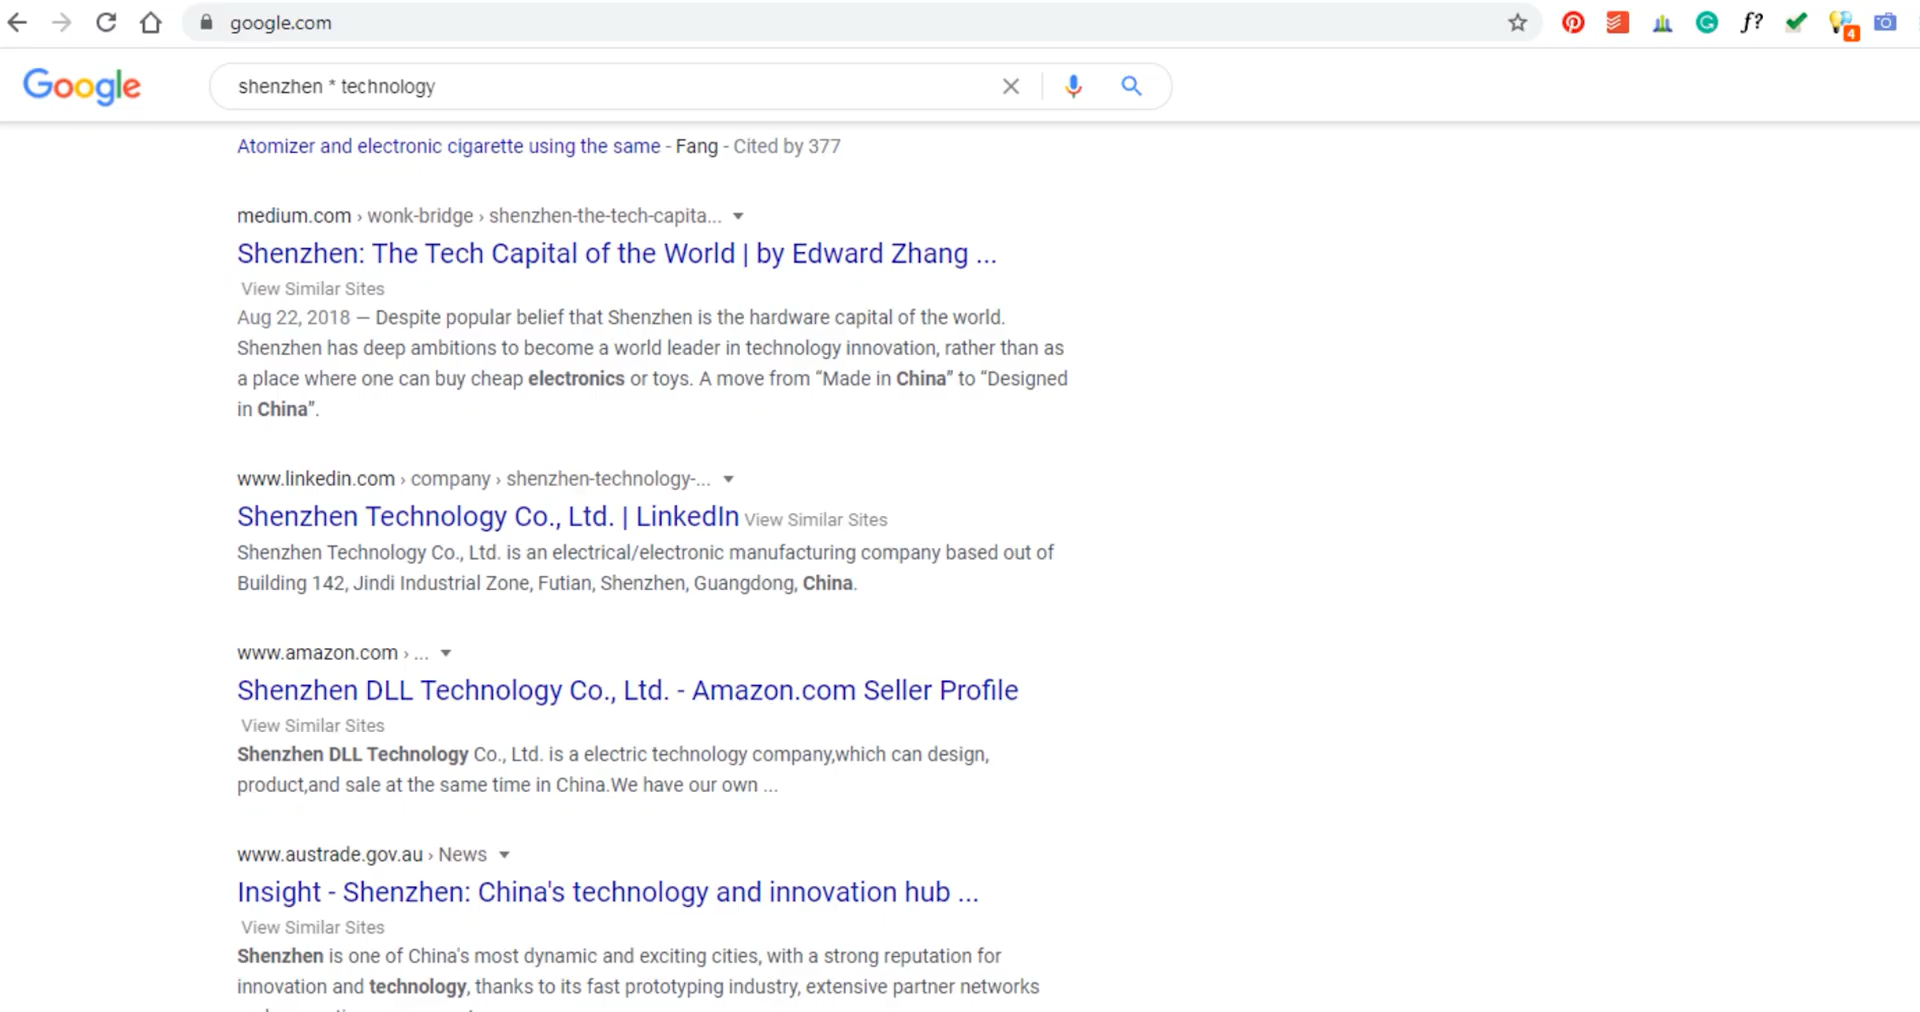 google.com
f?
4
Google
shenzhen * technology
Atomizer and electronic cigarette using the same - Fang - Cited by 377
medium.com › wonk-bridge › shenzhen-the-tech-capita...
Shenzhen: The Tech Capital of the World | by Edward Zhang ...
View Similar Sites
Aug 22, 2018 — Despite popular belief that Shenzhen is the hardware capital of the world.
Shenzhen has deep ambitions to become a world leader in technology innovation, rather than as
a place where one can buy cheap electronics or toys. A move from “Made in China” to “Designed
in China”.
www.linkedin.com › company › shenzhen-technology-...
Shenzhen Technology Co., Ltd. | LinkedIn View Similar Sites
Shenzhen Technology Co., Ltd. is an electrical/electronic manufacturing company based out of
Building 142, Jindi Industrial Zone, Futian, Shenzhen, Guangdong, China.
www.amazon.com › ...
Shenzhen DLL Technology Co., Ltd. - Amazon.com Seller Profile
View Similar Sites
Shenzhen DLL Technology Co., Ltd. is a electric technology company,which can design,
product,and sale at the same time in China.We have our own ...
www.austrade.gov.au › News
Insight - Shenzhen: China's technology and innovation hub ...
View Similar Sites
Shenzhen is one of China's most dynamic and exciting cities, with a strong reputation for
innovation and technology, thanks to its fast prototyping industry, extensive partner networks